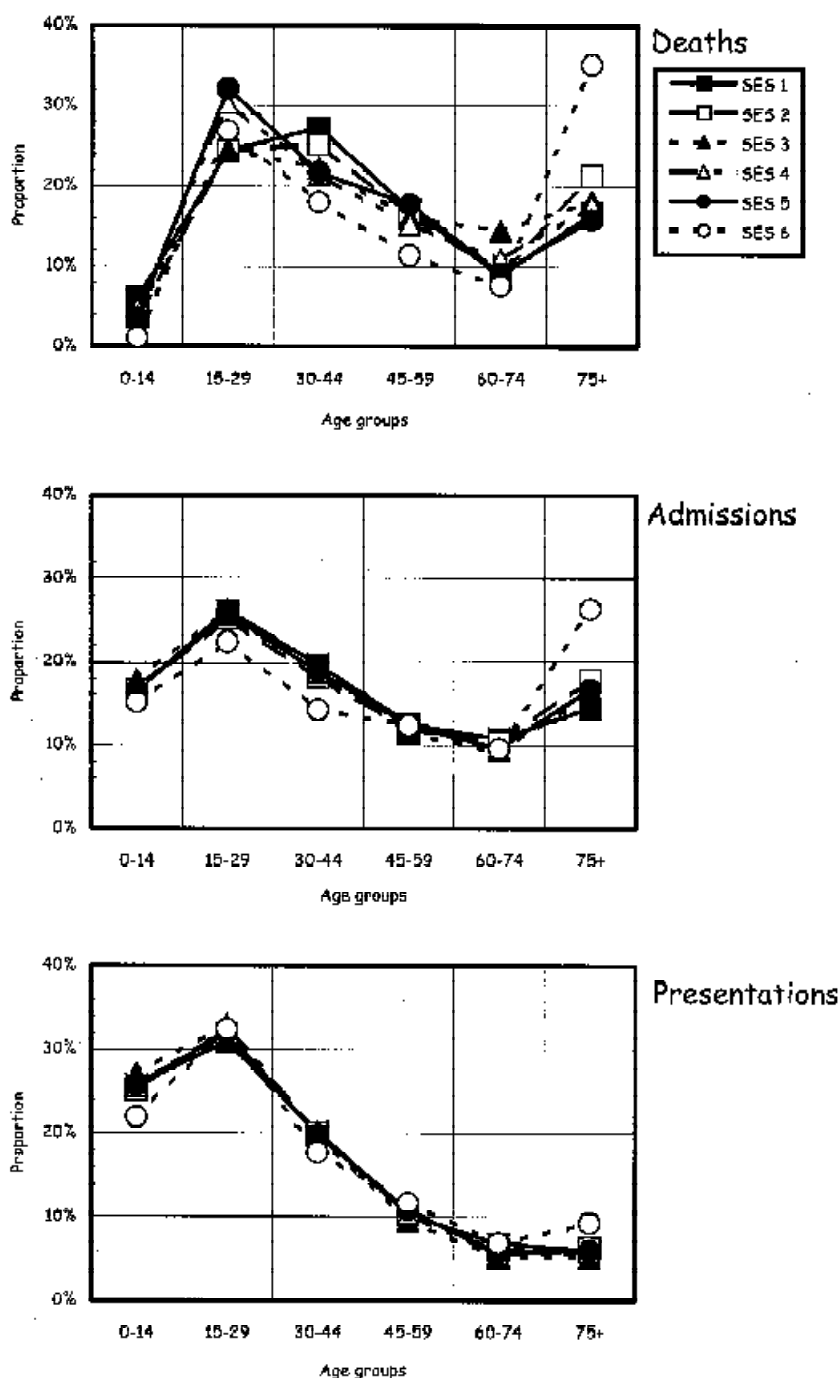 Deaths
40%
30%
20%
10%
0%
Proportion
0-14 15-29 30-44 45-59 60-74 75+
Age groups
SES 1
SES 2
SES 3
SES 4
SES 5
SES 6
Admissions
40%
30%
20%
10%
0%
Proportion
0-14 15-29 30-44 45-59 60-74 75+
Age groups
Presentations
40%
30%
20%
10%
0%
Proportion
0-14 15-29 30-44 45-59 60-74 75+
Age groups